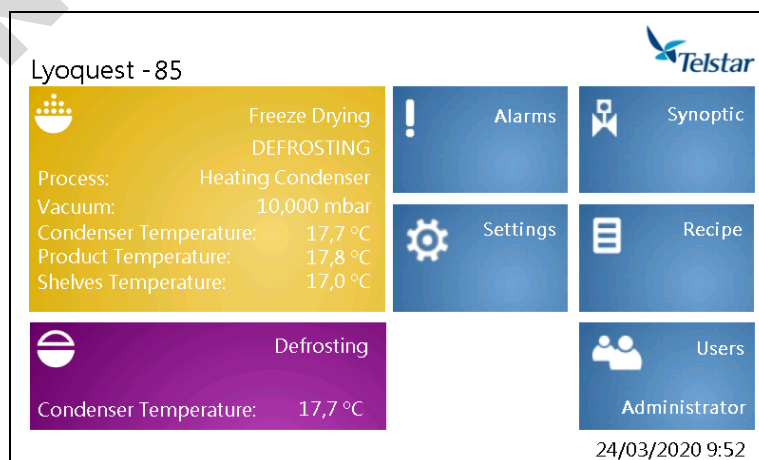 Telstar
Lyoquest - 85
Freeze Drying
DEFROSTING
Process: Heating Condenser
Vacuum: 10,000 mbar
Condenser Temperature: 17,7 °C
Product Temperature: 17,8 °C
Shelves Temperature: 17,0 °C
Alarms
Synoptic
Settings
Recipe
Defrosting
Condenser Temperature: 17,7 °C
Users
Administrator
24/03/2020 9:52